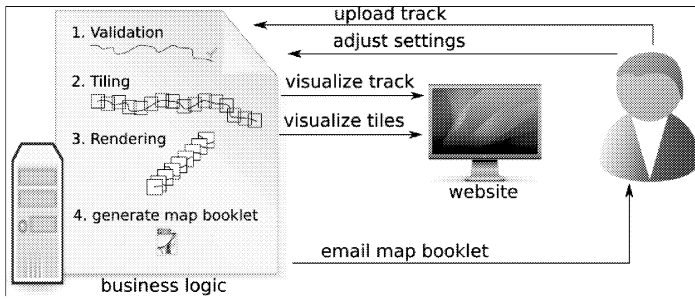 upload track
1. Validation
adjust settings
2. Tiling
visualize track
3. Rendering
visualize tiles
website
4. generate map booklet
email map booklet
business logic